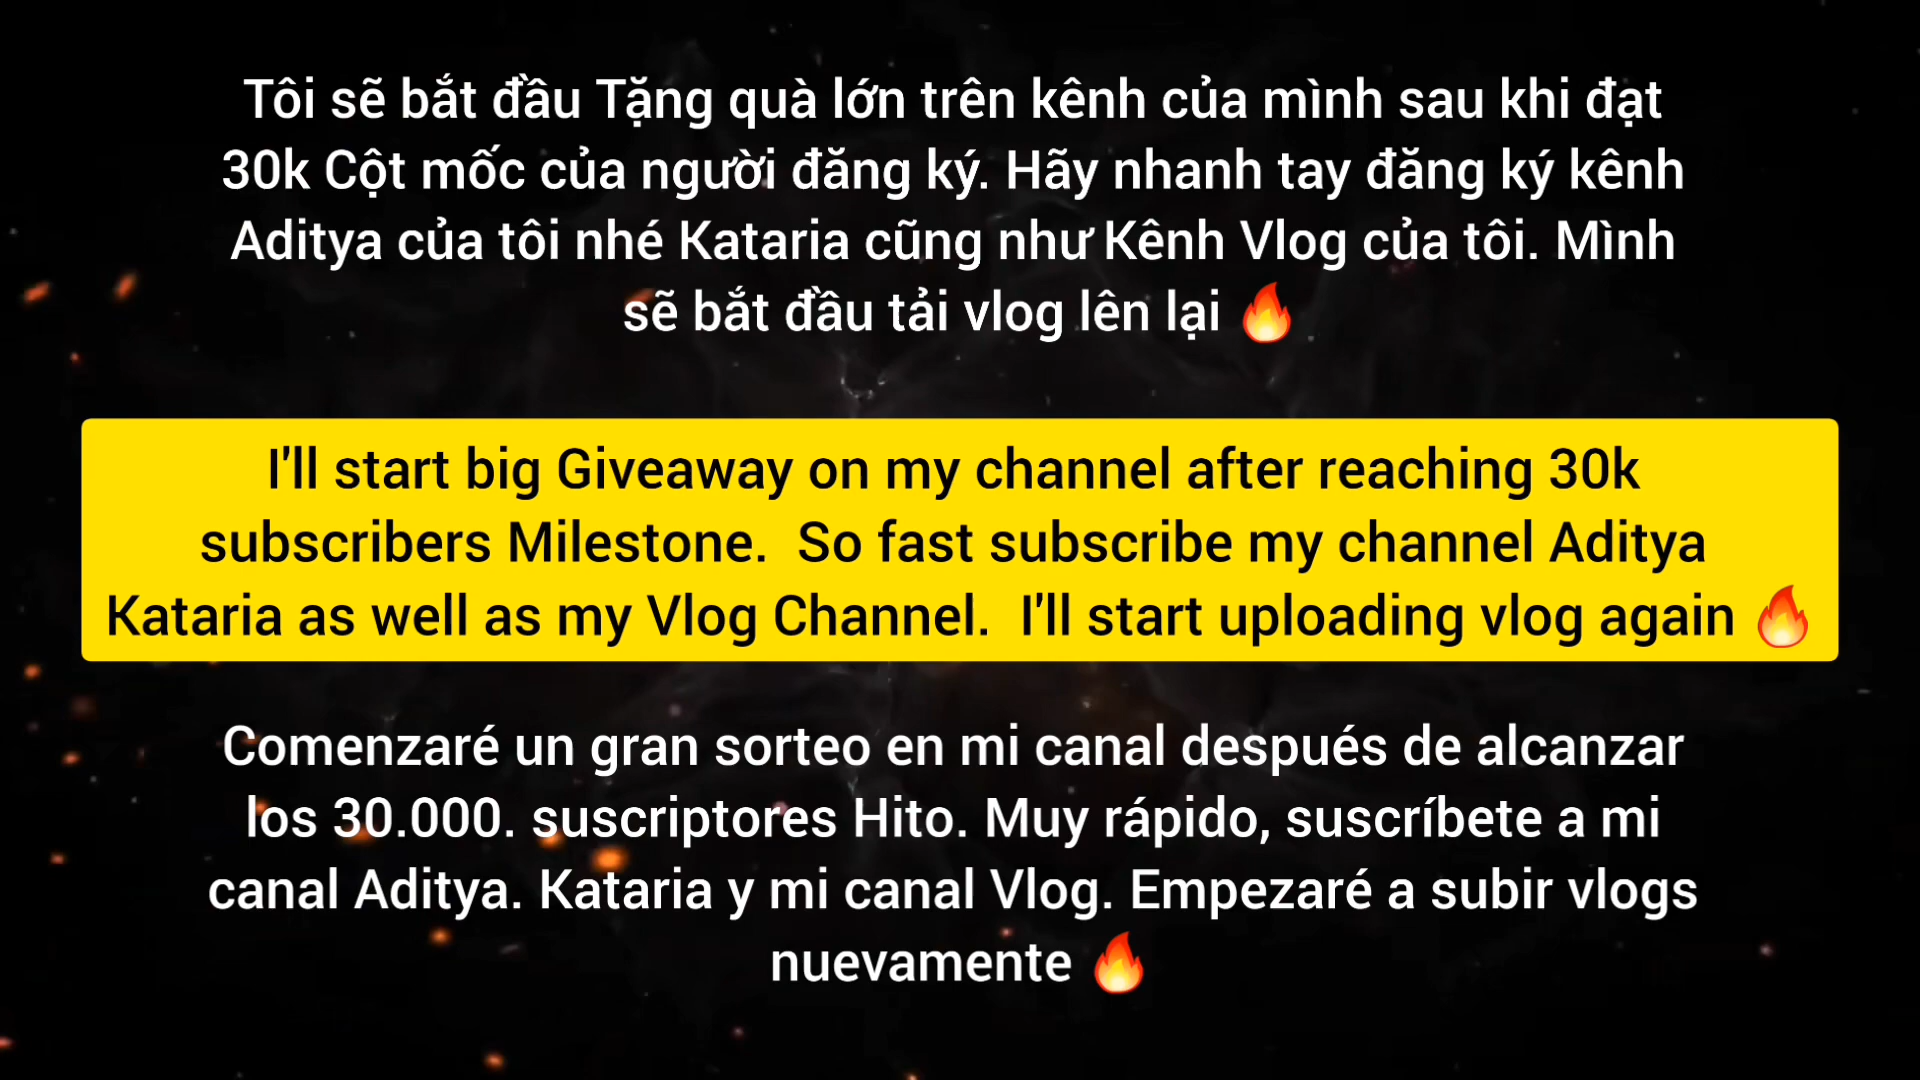 Tôi sẽ bắt đầu Tặng quà lớn trên kênh của mình sau khi đạt
30k Cột mốc của người đăng ký. Hãy nhanh tay đăng ký kênh
Aditya của tôi nhé Kataria cũng như Kênh Vlog của tôi. Mình
sẽ bắt đầu tải vlog lên lại 🔥
I'll start big Giveaway on my channel after reaching 30k
subscribers Milestone.  So fast subscribe my channel Aditya
Kataria as well as my Vlog Channel.  I'll start uploading vlog again 🔥
Comenzaré un gran sorteo en mi canal después de alcanzar
los 30.000. suscriptores Hito. Muy rápido, suscríbete a mi
canal Aditya. Kataria y mi canal Vlog. Empezaré a subir vlogs
nuevamente 🔥